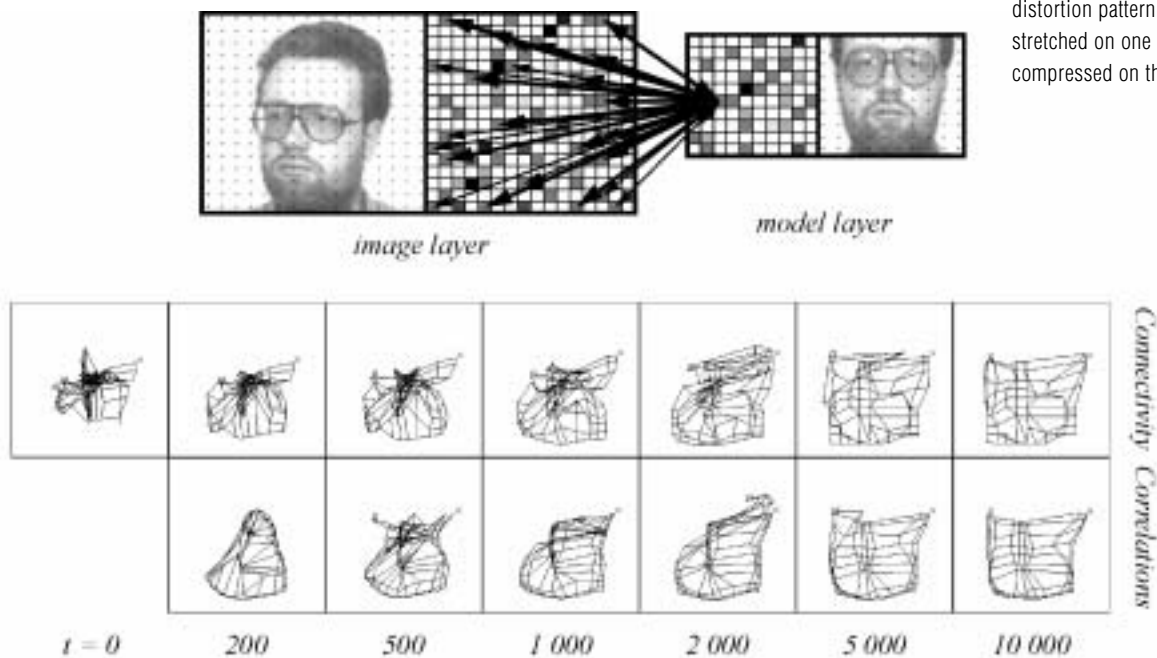 distortion pattern
stretched on one
compressed on th
image layer
model layer
Connectivity
Correlations
t = 0 200 500 1 000 2 000 5 000 10 000